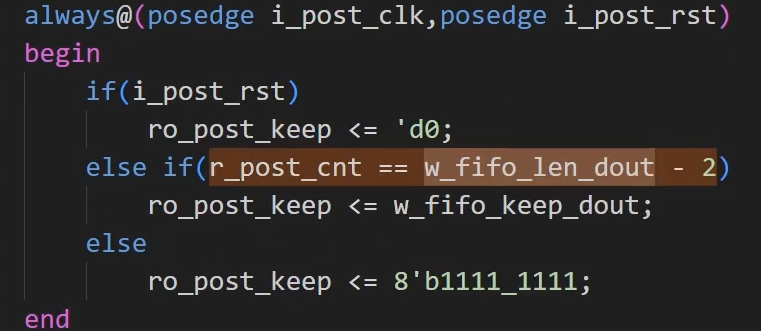 always@(posedge i_post_clk,posedge i_post_rst)
begin
    if(i_post_rst)
        ro_post_keep <= 'd0;
    else if(r_post_cnt == w_fifo_len_dout - 2)
        ro_post_keep <= w_fifo_keep_dout;
    else
        ro_post_keep <= 8'b1111_1111;
end